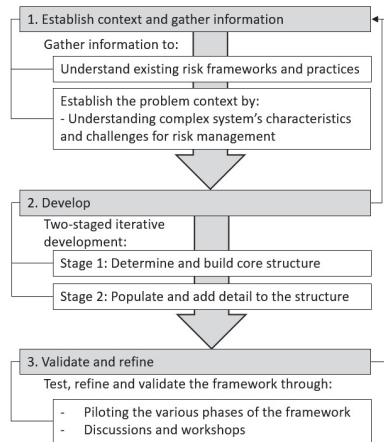 1. Establish context and gather information
Gather information to:
Understand existing risk frameworks and practices
Establish the problem context by:
- Understanding complex system's characteristics
and challenges for risk management
2. Develop
Two-staged iterative
development:
Stage 1: Determine and build core structure
Stage 2: Populate and add detail to the structure
3. Validate and refine
Test, refine and validate the framework through:
- Piloting the various phases of the framework
- Discussions and workshops